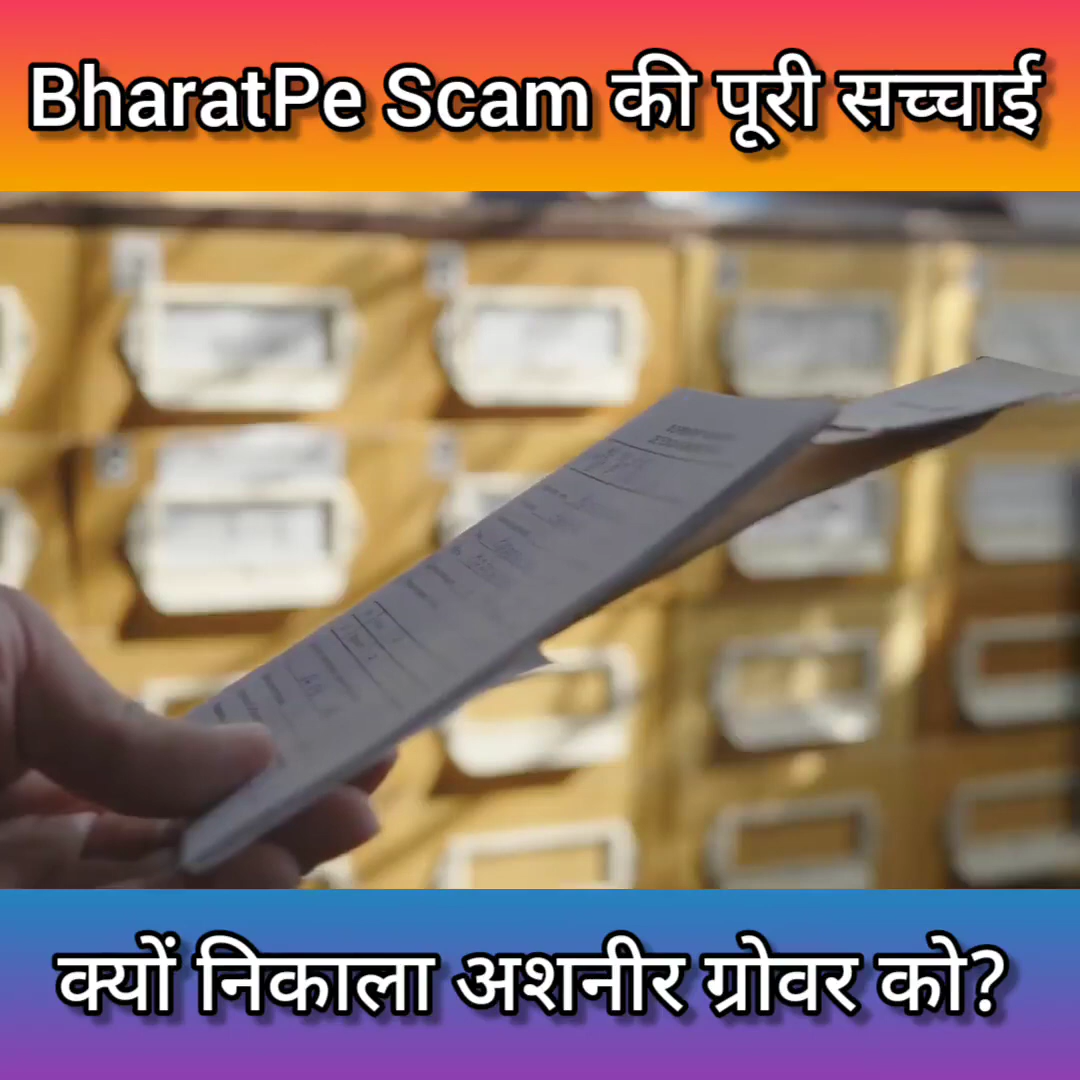 BharatPe Scam की पूरी सच्चाई
क्यों निकाला अशनीर ग्रोवर को?